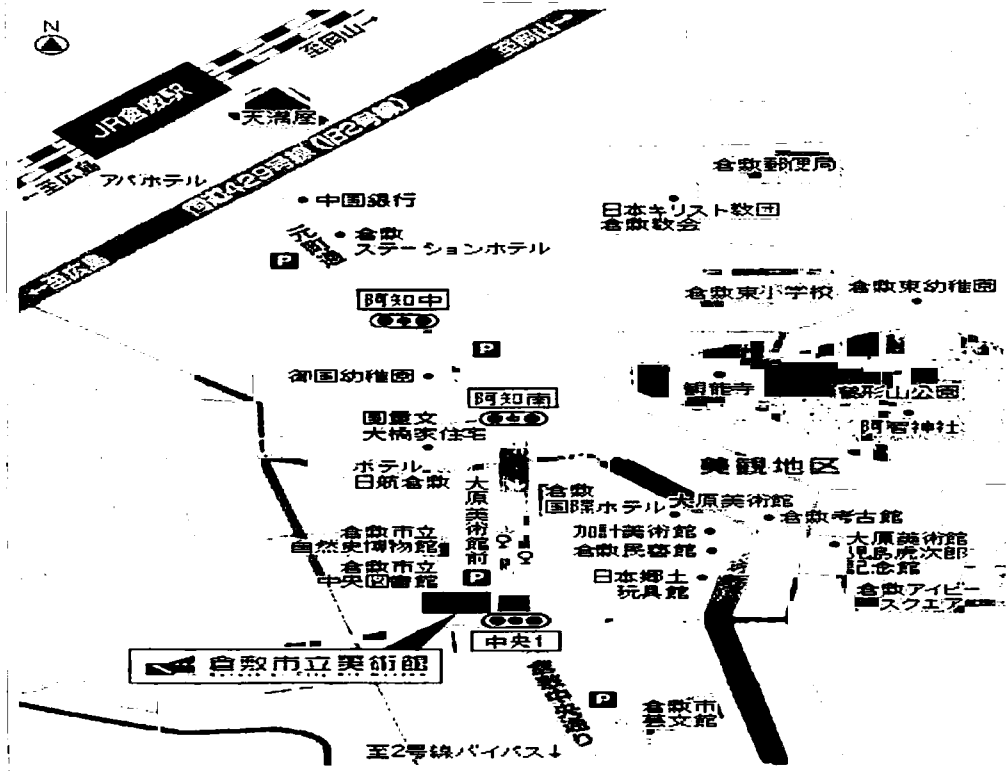 N
至岡山→
至岡山→
JR倉敷駅
天満座
←至広島
アパホテル
国道429号線(旧2号線)
倉敷郵便局
中国銀行
日本キリスト教団
倉敷教会
元町通
倉敷
ステーションホテル
P
←至広島
倉敷東小学校
倉敷東幼稚園
阿知中
P
御国幼稚園
観龍寺
鶴形山公園
阿知南
阿智神社
大橋家住宅
美観地区
ホテル
日航倉敷
大原美術館前
倉敷
国際ホテル
大原美術館
倉敷考古館
倉敷市立
自然史博物館
加計美術館
倉敷民藝館
大原美術館
児島虎次郎
記念館
倉敷市立
中央図書館
P
日本郷土
玩具館
倉敷アイビー
スクエア
中央1
倉敷市立美術館
倉敷中央通り
P
倉敷市
芸文館
至2号線バイパス↓